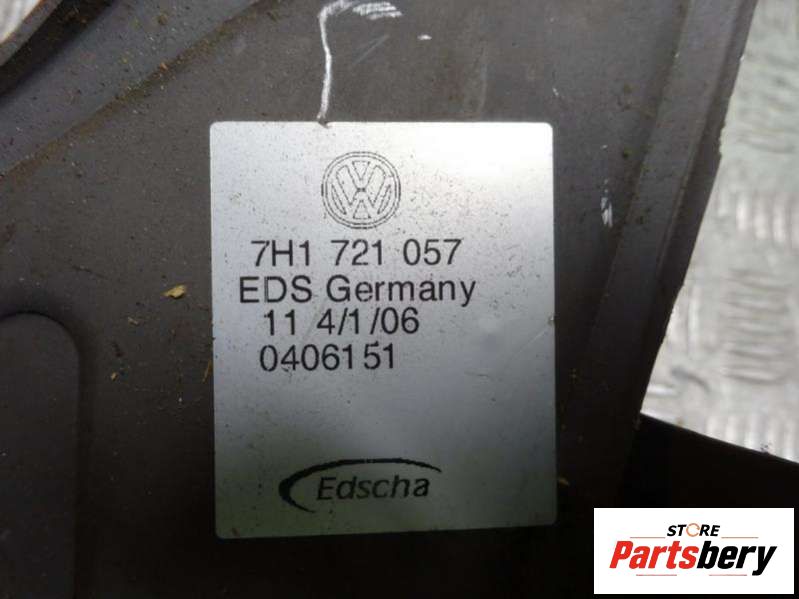 7H1 721 057
EDS Germany
11 4/1/06
0406151
Edscha
STORE
Partsbery